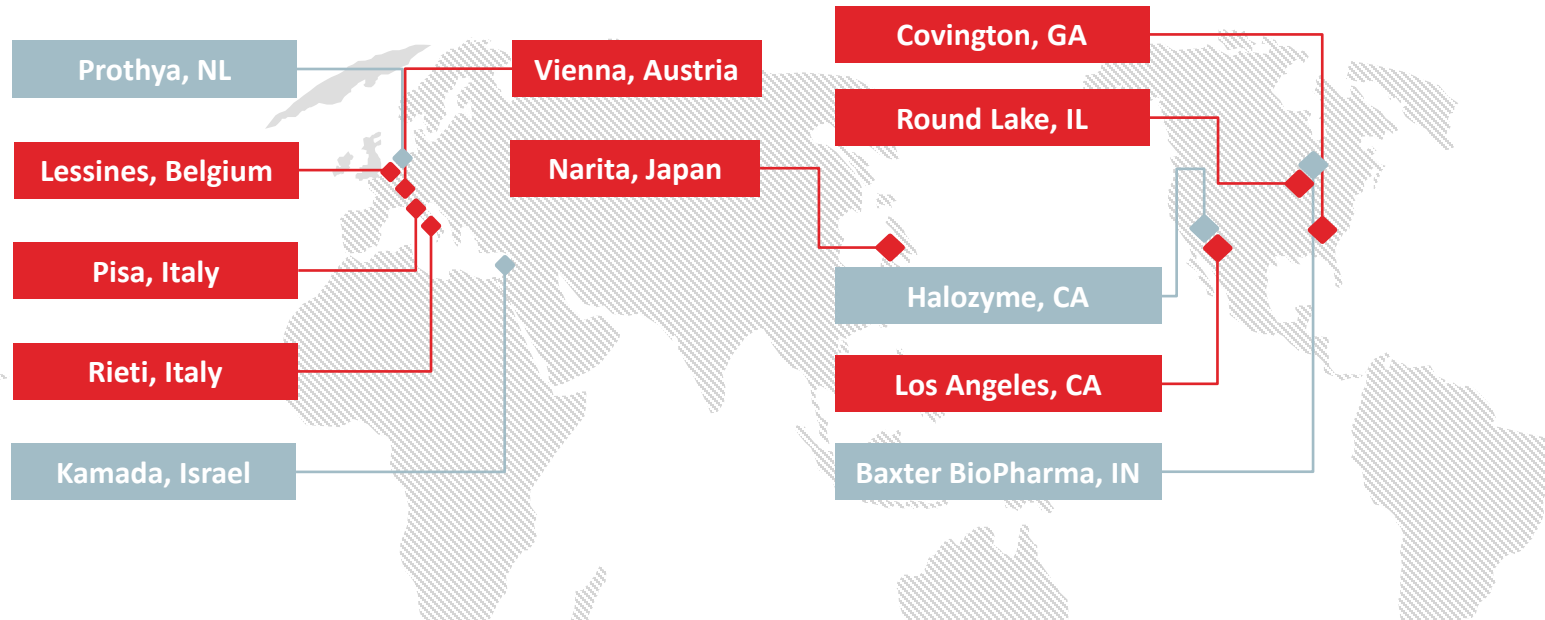 Prothya, NL
Lessines, Belgium
Pisa, Italy
Rieti, Italy
Kamada, Israel
Vienna, Austria
Narita, Japan
Covington, GA
Round Lake, IL
Halozyme, CA
Los Angeles, CA
Baxter BioPharma, IN